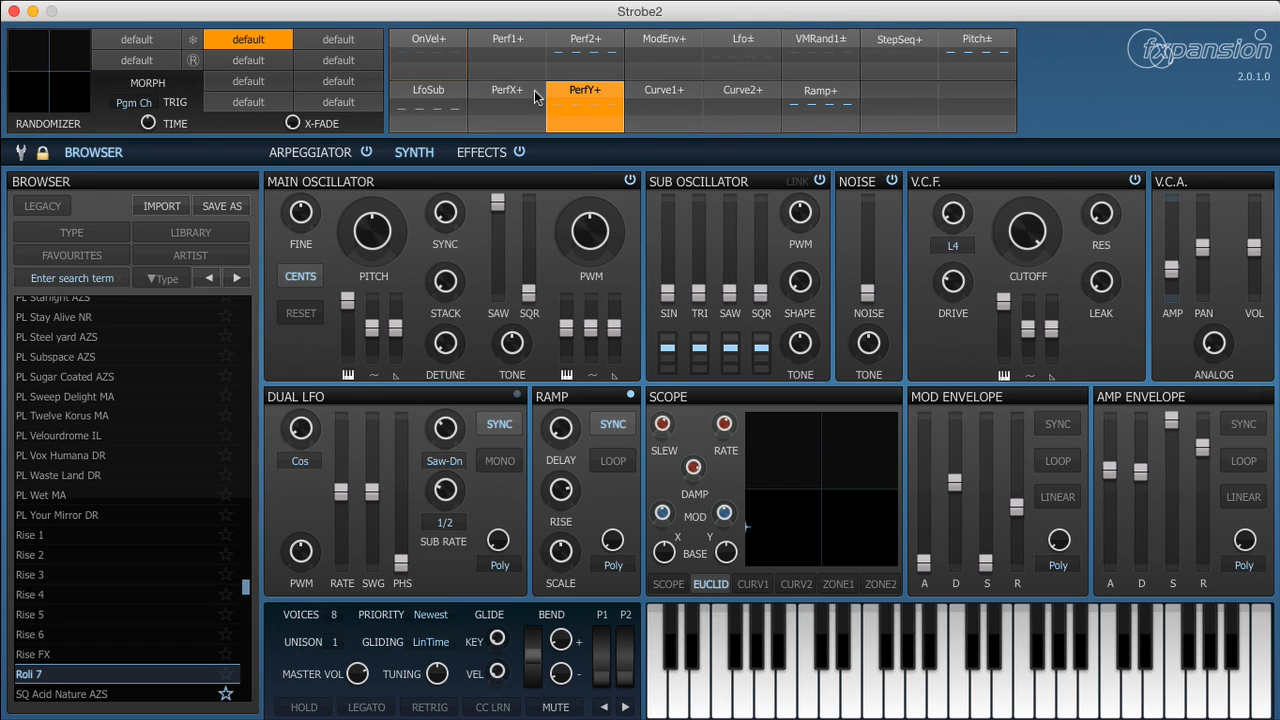 Strobe2
default default default
default default default
MORPH default default
Pgm Ch TRIG default default
RANDOMIZER TIME X-FADE
OnVel+ Perf1+ Perf2+ ModEnv+ Lfo± VMRand1± StepSeq+ Pitch±
LfoSub PerfX+ PerfY+ Curve1+ Curve2+ Ramp+
fxpansion
2.0.1.0
BROWSER ARPEGGIATOR SYNTH EFFECTS
BROWSER
LEGACY IMPORT SAVE AS
TYPE LIBRARY
FAVOURITES ARTIST
Enter search term ▼Type ◀ ▶
PL Starlight AZS
PL Stay Alive NR
PL Steel yard AZS
PL Subspace AZS
PL Sugar Coated AZS
PL Sweep Delight MA
PL Twelve Korus MA
PL Velourdrome IL
PL Vox Humana DR
PL Waste Land DR
PL Wet MA
PL Your Mirror DR
Rise 1
Rise 2
Rise 3
Rise 4
Rise 5
Rise 6
Rise FX
Roli 7
SQ Acid Nature AZS
MAIN OSCILLATOR
FINE PITCH SYNC PWM
CENTS
RESET STACK SAW SQR
DETUNE TONE
SUB OSCILLATOR LINK
PWM
SIN TRI SAW SQR SHAPE
TONE
NOISE
NOISE
TONE
V.C.F.
L4 CUTOFF RES
DRIVE LEAK
V.C.A.
AMP PAN VOL
ANALOG
DUAL LFO
Cos Saw-Dn SYNC
MONO
1/2
SUB RATE
Poly
PWM RATE SWG PHS
RAMP
SYNC
DELAY LOOP
RISE
Poly
SCALE
SCOPE
SLEW RATE
DAMP
MOD
X Y
BASE
SCOPE EUCLID CURV1 CURV2 ZONE1 ZONE2
MOD ENVELOPE
SYNC
LOOP
LINEAR
Poly
A D S R
AMP ENVELOPE
SYNC
LOOP
LINEAR
Poly
A D S R
VOICES 8 PRIORITY Newest GLIDE BEND P1 P2
UNISON 1 GLIDING LinTime KEY +
MASTER VOL TUNING VEL -
HOLD LEGATO RETRIG CC LRN MUTE ◀ ▶